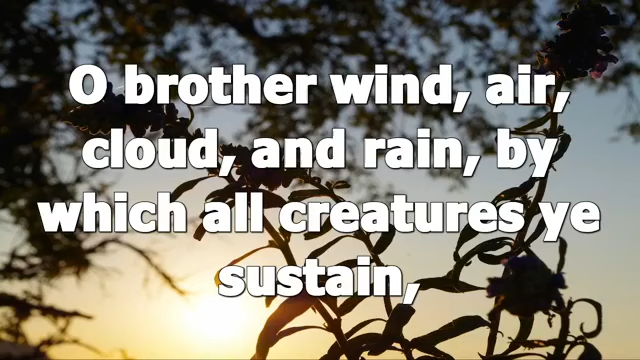 O brother wind, air,
cloud, and rain, by
which all creatures ye
sustain,